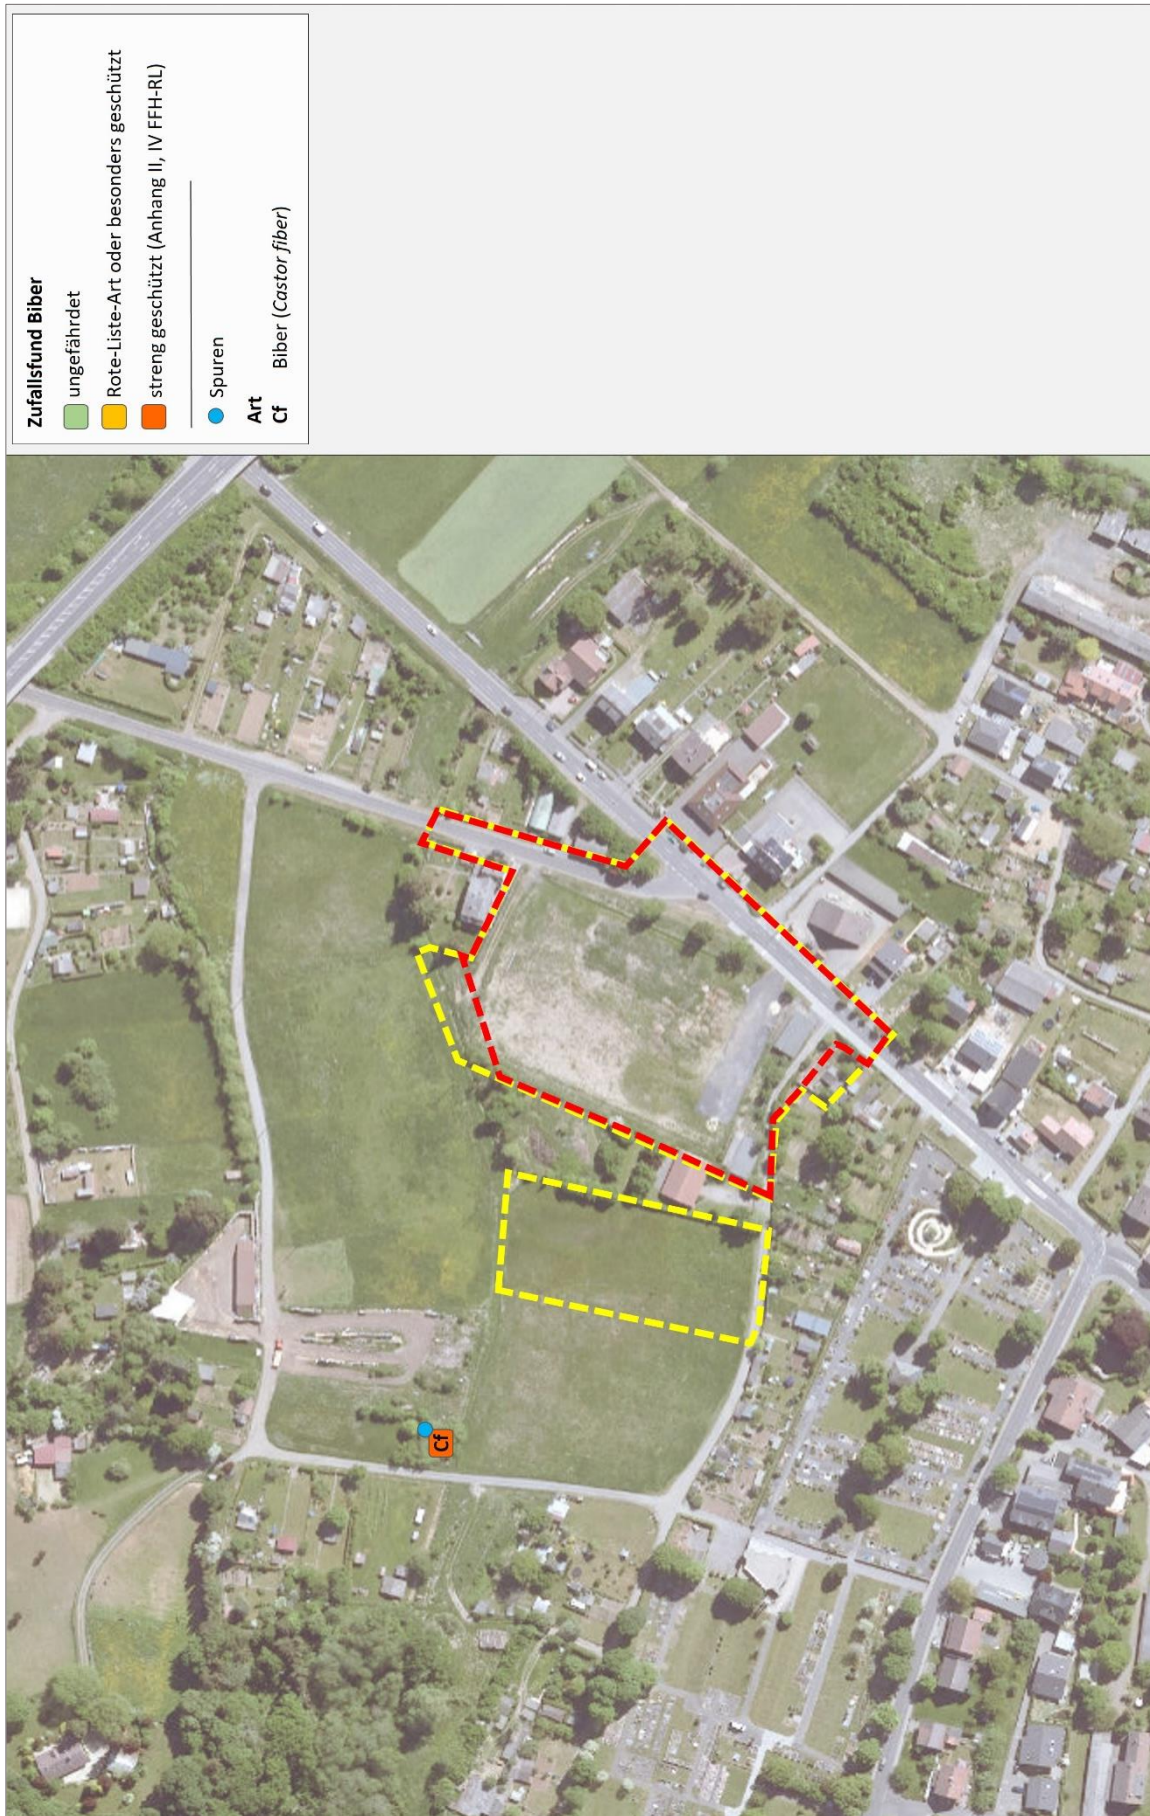 Zufallsfund Biber
ungefährdet
Rote-Liste-Art oder besonders geschützt
streng geschützt (Anhang II, IV FFH-RL)
Spuren
Art
Cf Biber (Castor fiber)
Cf